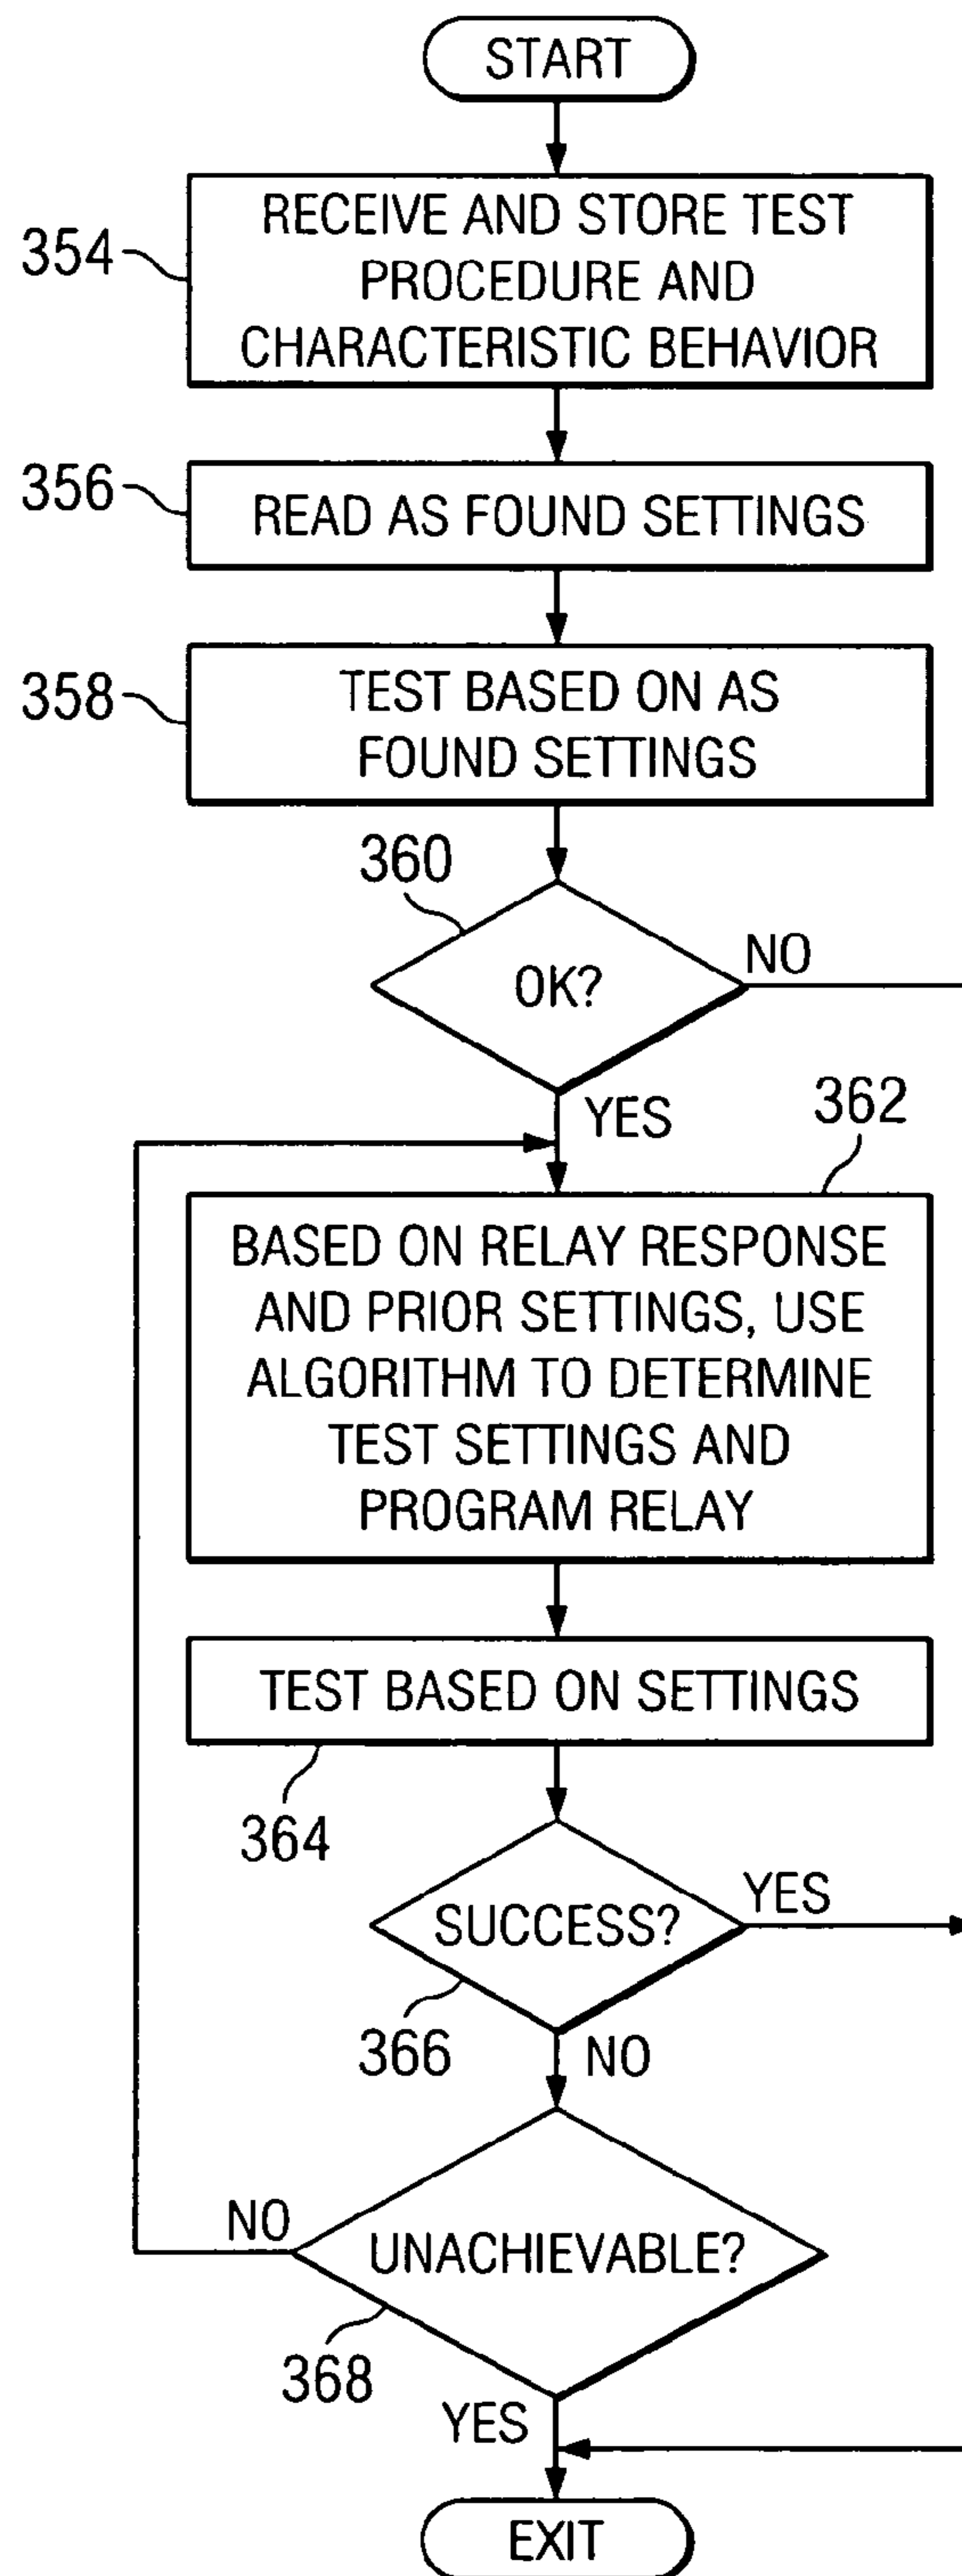 START
354
RECEIVE AND STORE TEST
PROCEDURE AND
CHARACTERISTIC BEHAVIOR
356
READ AS FOUND SETTINGS
358
TEST BASED ON AS
FOUND SETTINGS
360
OK?
NO
YES
362
BASED ON RELAY RESPONSE
AND PRIOR SETTINGS, USE
ALGORITHM TO DETERMINE
TEST SETTINGS AND
PROGRAM RELAY
TEST BASED ON SETTINGS
364
SUCCESS?
YES
366
NO
NO
UNACHIEVABLE?
368
YES
EXIT